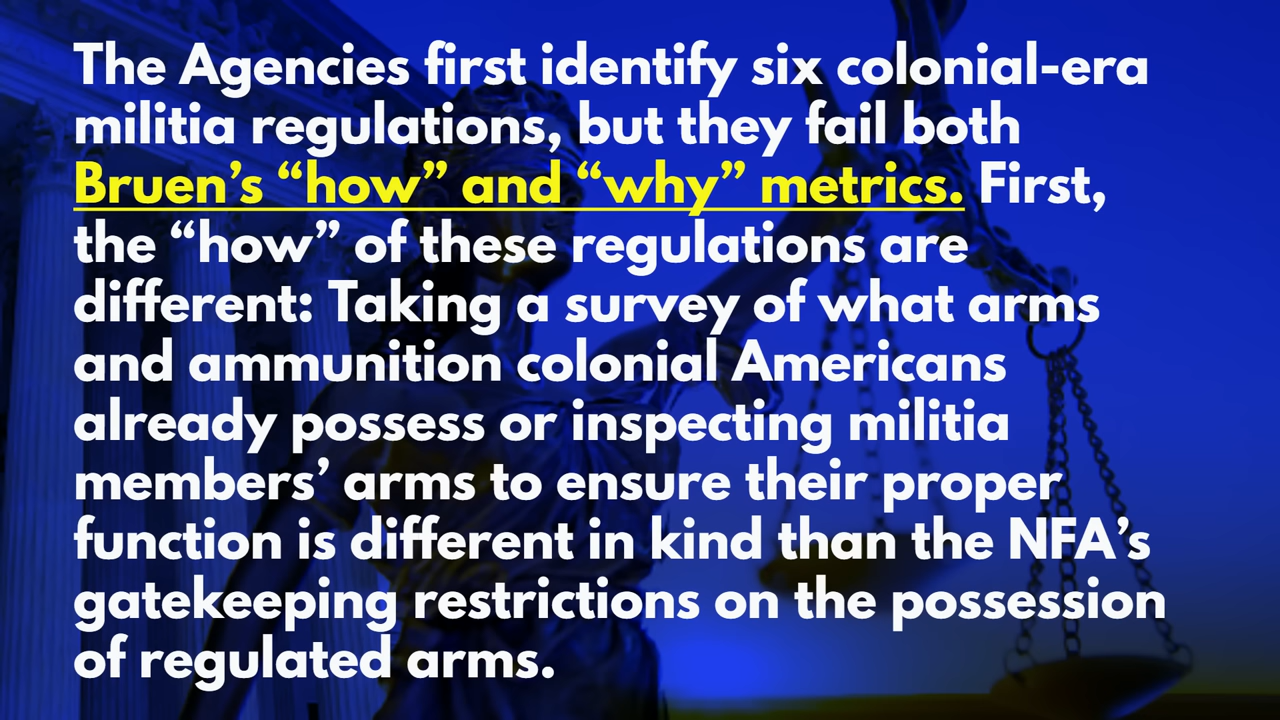 The Agencies first identify six colonial-era
militia regulations, but they fail both
Bruen’s “how” and “why” metrics. First,
the “how” of these regulations are
different: Taking a survey of what arms
and ammunition colonial Americans
already possess or inspecting militia
members’ arms to ensure their proper
function is different in kind than the NFA’s
gatekeeping restrictions on the possession
of regulated arms.